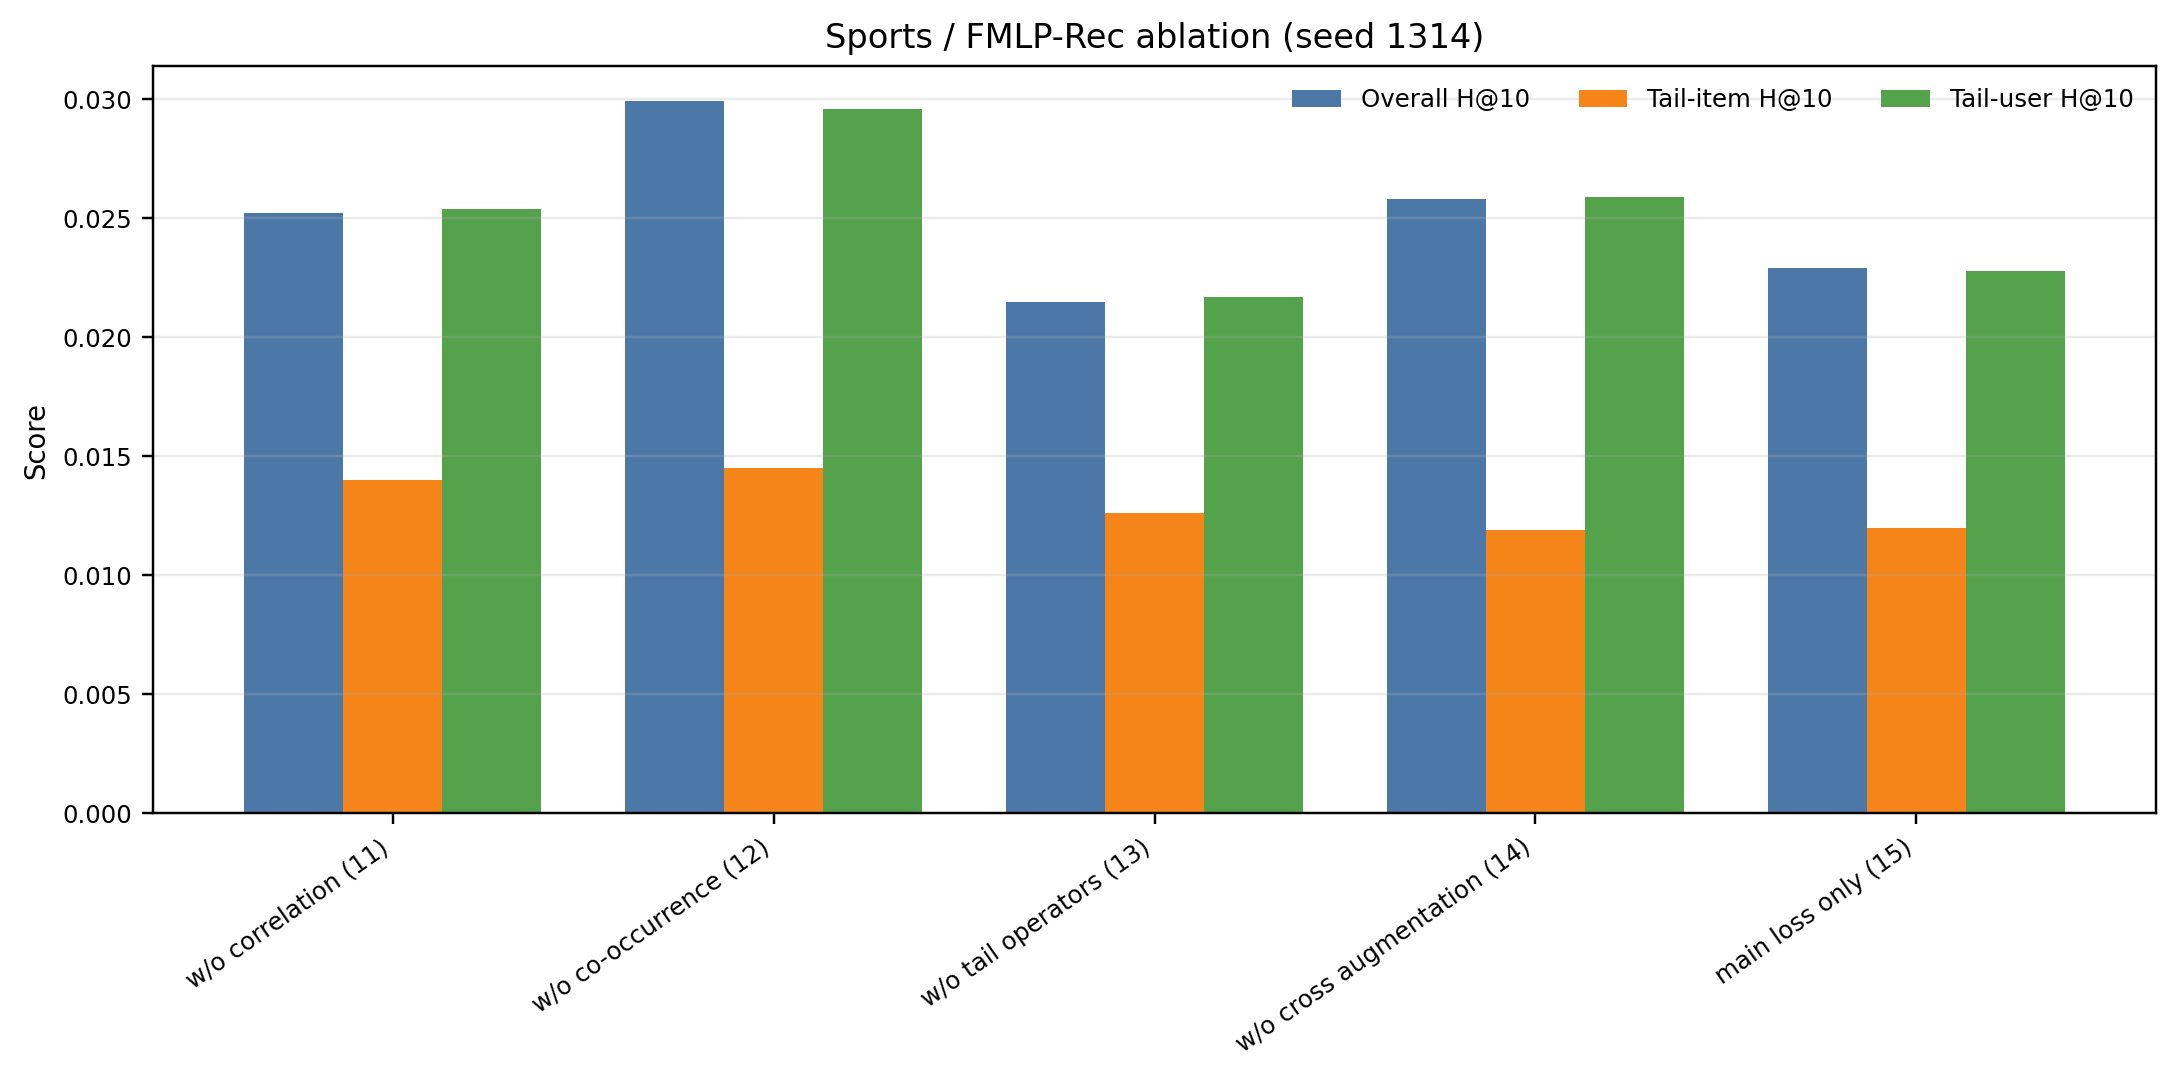 Sports / FMLP-Rec ablation (seed 1314)
Overall H@10
Tail-item H@10
Tail-user H@10
Score
0.030
0.025
0.020
0.015
0.010
0.005
0.000
w/o correlation (11)
w/o co-occurrence (12)
w/o tail operators (13)
w/o cross augmentation (14)
main loss only (15)